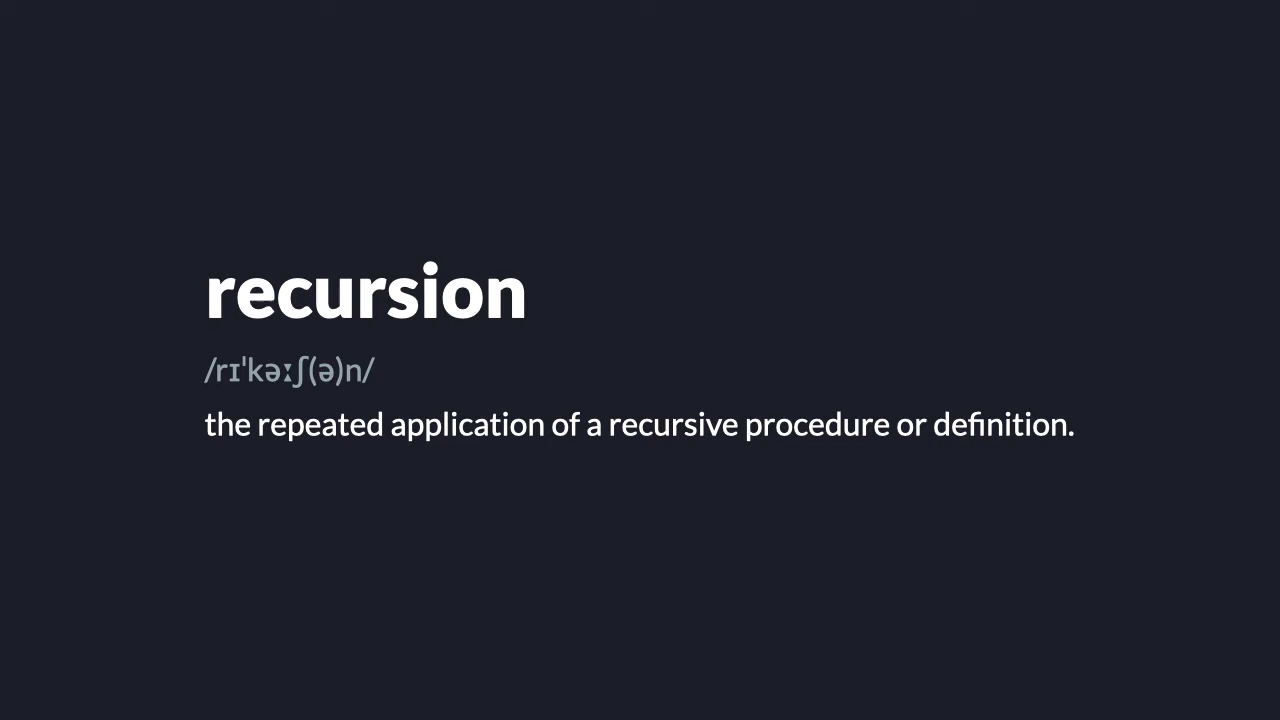 recursion
/rɪˈkəːʃ(ə)n/
the repeated application of a recursive procedure or definition.